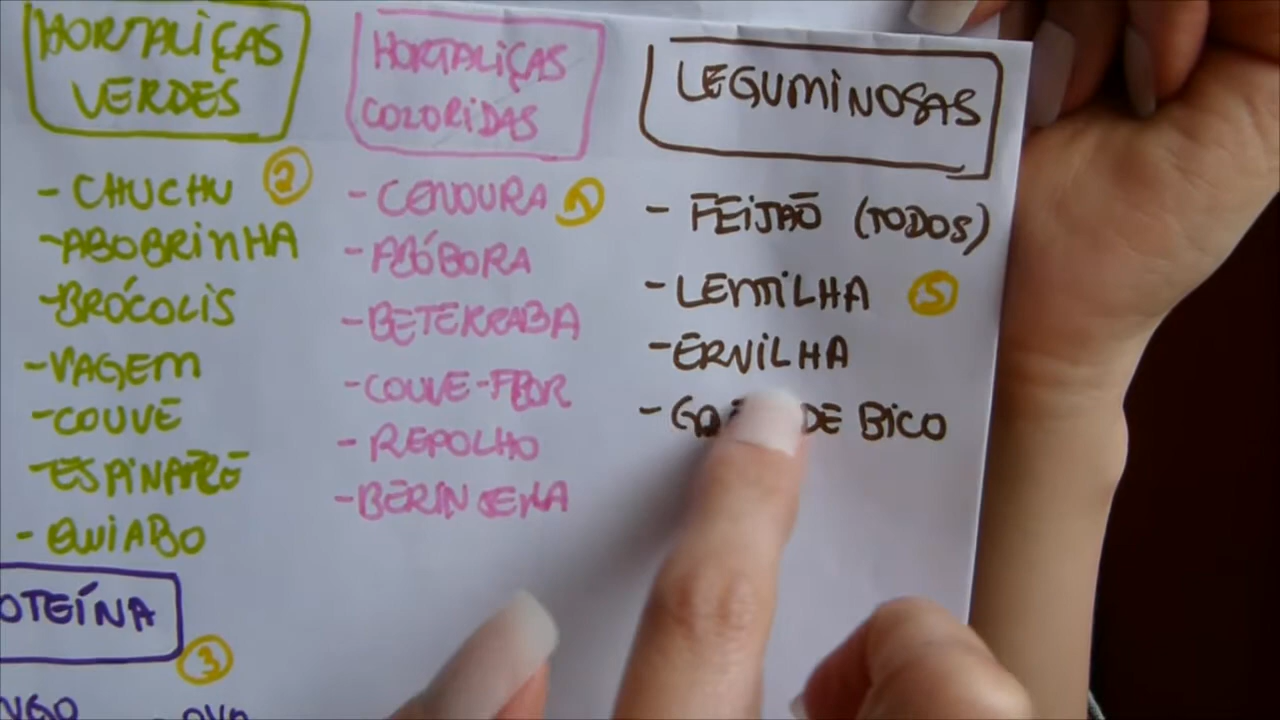 HORTALIÇAS
VERDES
- CHUCHU 2
- ABOBRINHA
- BRÓCOLIS
- VAGEM
- COUVE
- ESPINAFRE
- QUIABO
HORTALIÇAS
COLORIDAS
- CENOURA 1
- ABÓBORA
- BETERRABA
- COUVE-FLOR
- REPOLHO
- BERINGELA
LEGUMINOSAS
- FEIJÃO (TODOS)
- LENTILHA 5
- ERVILHA
- DE BICO
OTEÍNA
3